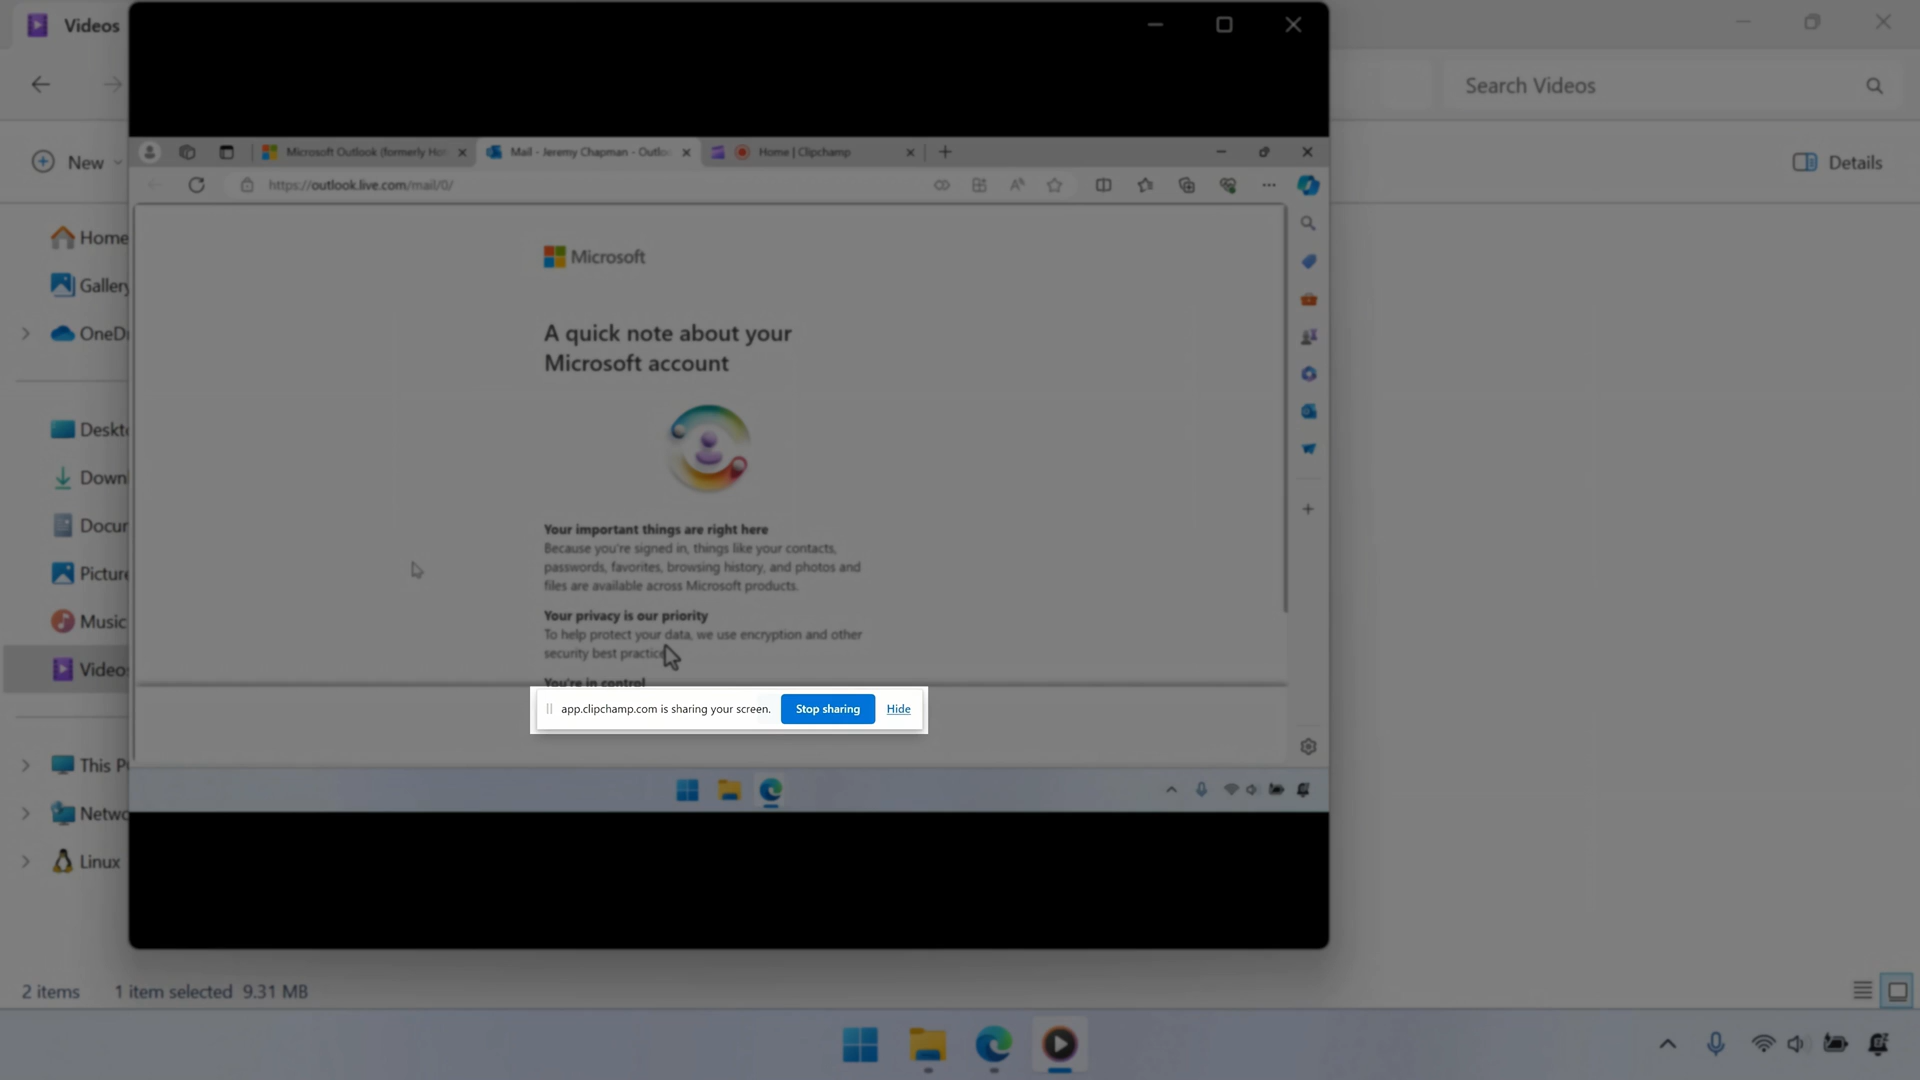 Videos
Search Videos
New
Details
Home
Gallery
OneD
Deskt
Down
Docur
Picture
Music
Videos
This P
Netwo
Linux
2 items 1 item selected 9.31 MB
Microsoft Outlook (formerly Hot
Mail - Jeremy Chapman - Outlo
Home | Clipchamp
https://outlook.live.com/mail/0/
Microsoft
A quick note about your
Microsoft account
Your important things are right here
Because you're signed in, things like your contacts,
passwords, favorites, browsing history, and photos and
files are available across Microsoft products.
Your privacy is our priority
To help protect your data, we use encryption and other
security best practice
You're in control
app.clipchamp.com is sharing your screen. Stop sharing Hide